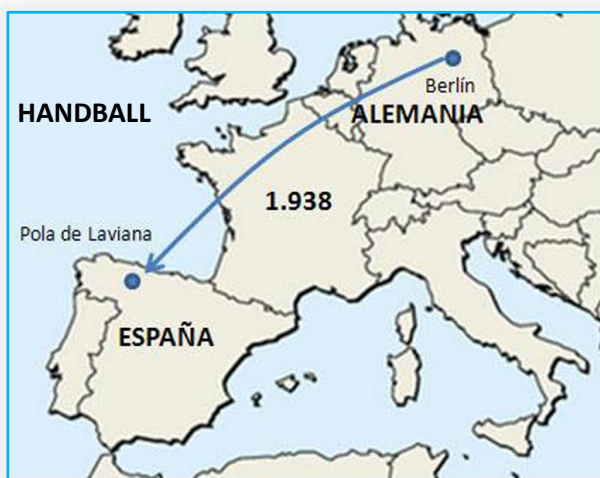 Berlín
HANDBALL
ALEMANIA
1.938
Pola de Laviana
ESPAÑA